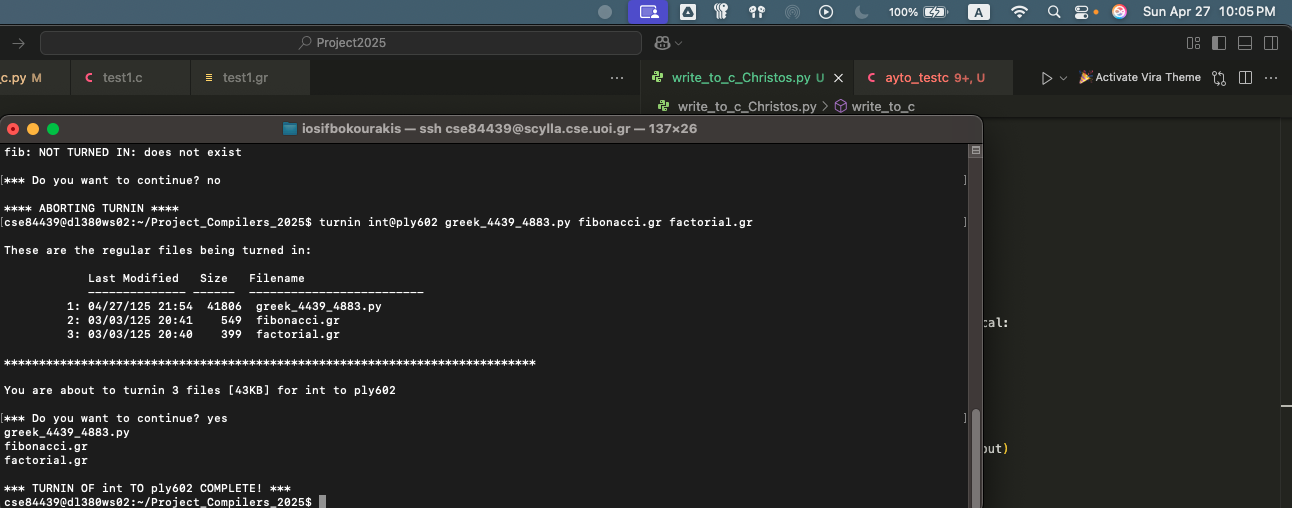 100% A Sun Apr 27 10:05 PM
Project2025
c.py M test1.c test1.gr ... write_to_c_Christos.py U ayto_testc 9+, U Activate Vira Theme ...
write_to_c_Christos.py > write_to_c
iosifbokourakis — ssh cse84439@scylla.cse.uoi.gr — 137×26
fib: NOT TURNED IN: does not exist
[*** Do you want to continue? no ]
**** ABORTING TURNIN ****
[cse84439@dl380ws02:~/Project_Compilers_2025$ turnin int@ply602 greek_4439_4883.py fibonacci.gr factorial.gr ]
These are the regular files being turned in:
Last Modified Size Filename
-------------- ------ -------------------------
1: 04/27/125 21:54 41806 greek_4439_4883.py
2: 03/03/125 20:41 549 fibonacci.gr
3: 03/03/125 20:40 399 factorial.gr
cal:
****************************************************************************
You are about to turnin 3 files [43KB] for int to ply602
[*** Do you want to continue? yes ]
greek_4439_4883.py
fibonacci.gr
put)
factorial.gr
*** TURNIN OF int TO ply602 COMPLETE! ***
cse84439@dl380ws02:~/Project_Compilers_2025$